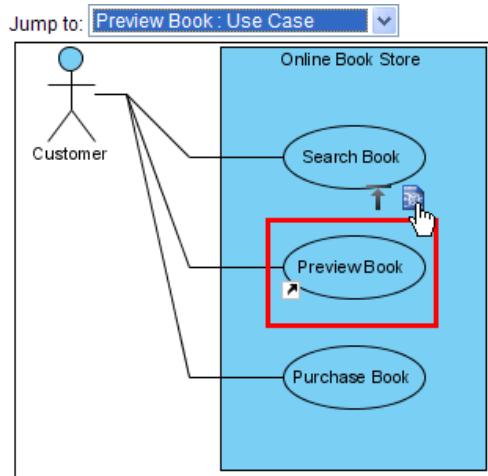 Jump to: Preview Book : Use Case
Online Book Store
Customer
Search Book
Preview Book
Purchase Book